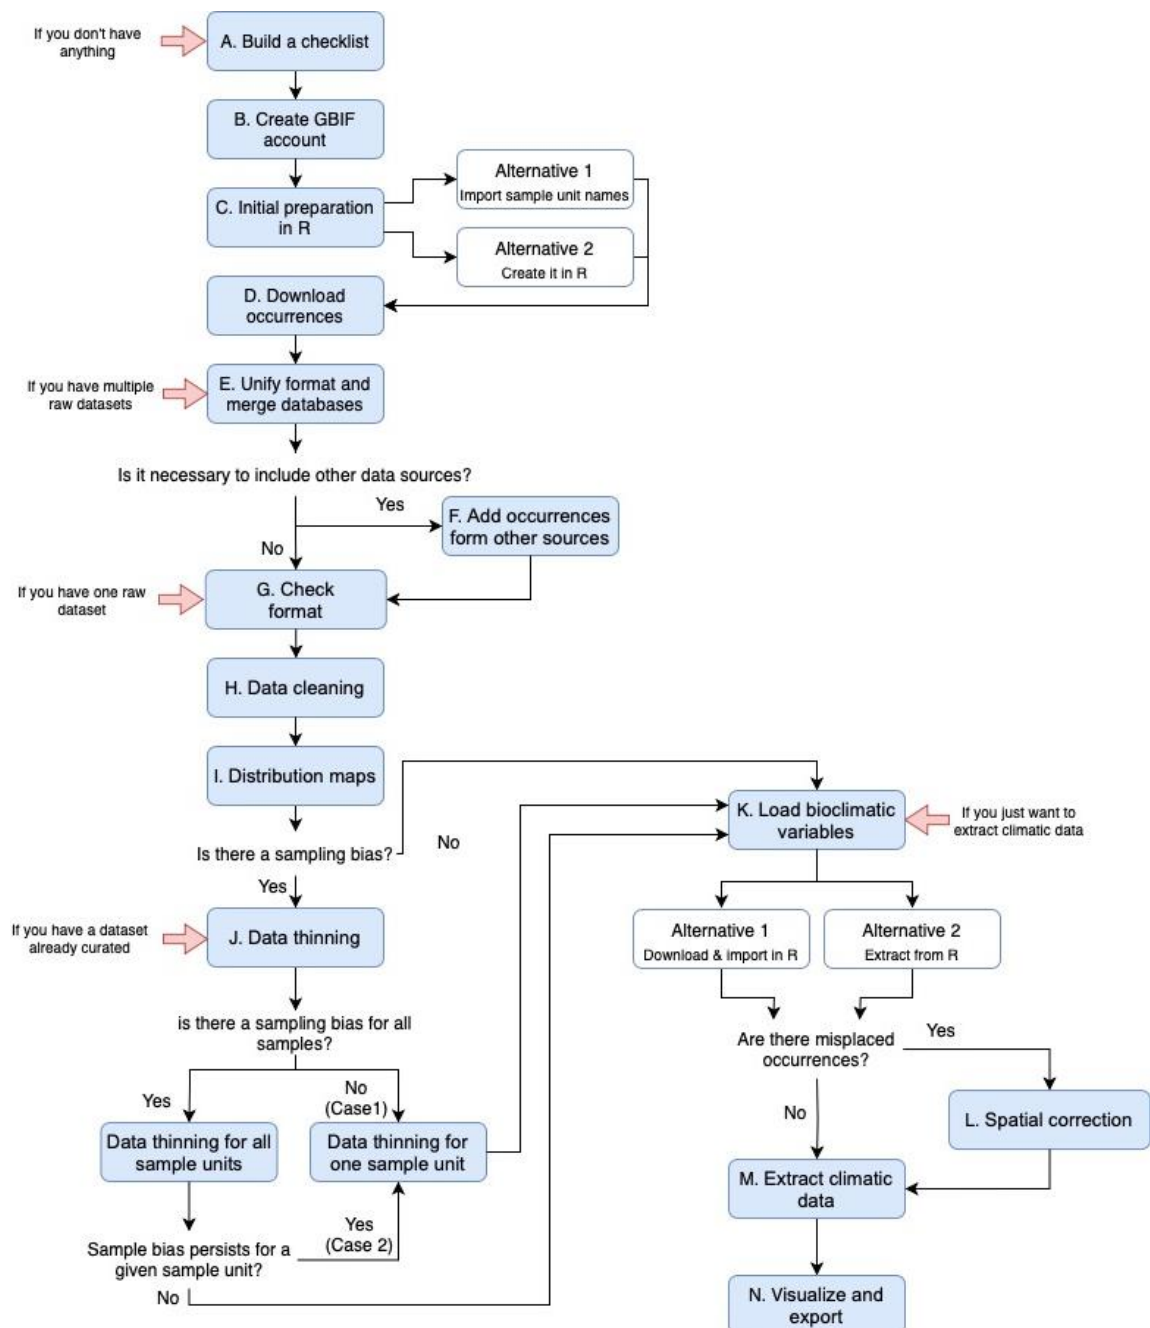 If you don't have
anything
A. Build a checklist
B. Create GBIF
account
C. Initial preparation
in R
Alternative 1
Import sample unit names
Alternative 2
Create it in R
D. Download
occurrences
If you have multiple
raw datasets
E. Unify format and
merge databases
Is it necessary to include other data sources?
Yes
F. Add occurrences
form other sources
No
If you have one raw
dataset
G. Check
format
H. Data cleaning
I. Distribution maps
Is there a sampling bias?
No
Yes
K. Load bioclimatic
variables
If you just want to
extract climatic data
If you have a dataset
already curated
J. Data thinning
Alternative 1
Download & import in R
Alternative 2
Extract from R
is there a sampling bias for all
samples?
Are there misplaced
occurrences?
Yes
No
Yes
No
(Case1)
Data thinning for all
sample units
Data thinning for
one sample unit
L. Spatial correction
M. Extract climatic
data
Sample bias persists for a
given sample unit?
Yes
(Case 2)
No
N. Visualize and
export